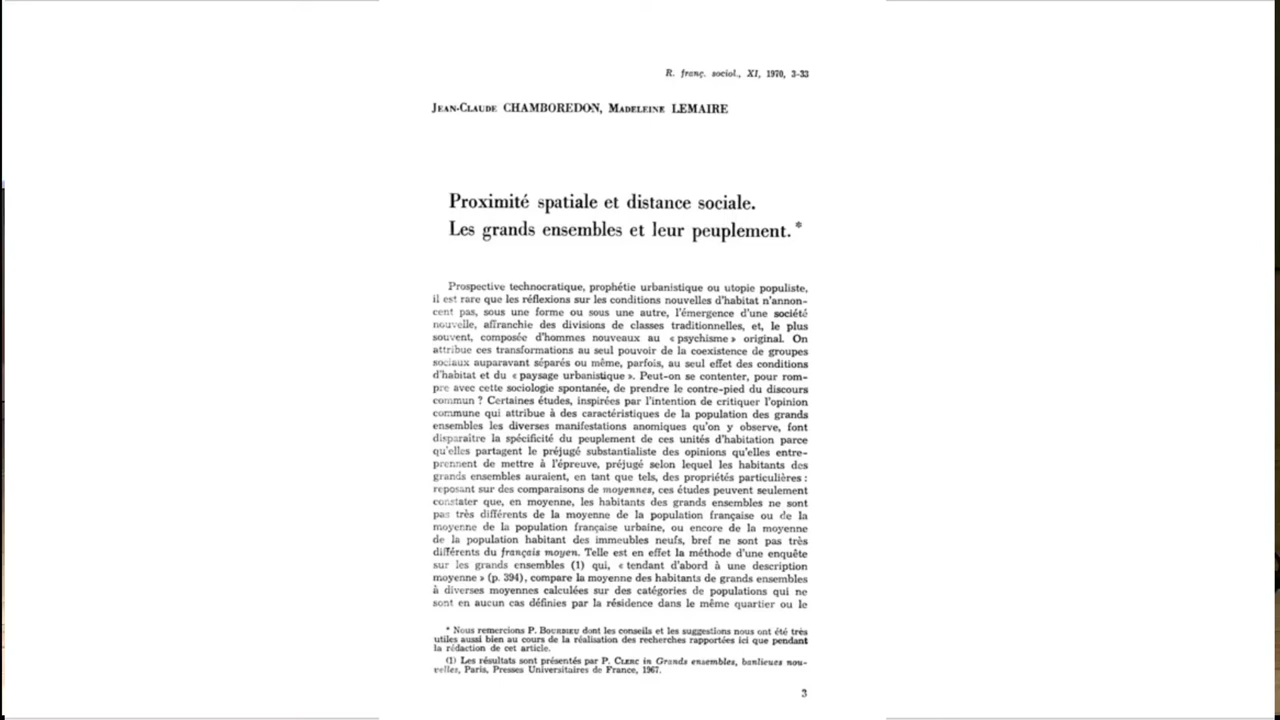 R. franç. sociol., XI, 1970, 3-33
JEAN-CLAUDE CHAMBOREDON, MADELEINE LEMAIRE
Proximité spatiale et distance sociale.
Les grands ensembles et leur peuplement. *
Prospective technocratique, prophétie urbanistique ou utopie populiste,
il est rare que les réflexions sur les conditions nouvelles d'habitat n'annon-
cent pas, sous une forme ou sous une autre, l'émergence d'une société
nouvelle, affranchie des divisions de classes traditionnelles, et, le plus
souvent, composée d'hommes nouveaux au « psychisme » original. On
attribue ces transformations au seul pouvoir de la coexistence de groupes
sociaux auparavant séparés ou même, parfois, au seul effet des conditions
d'habitat et du « paysage urbanistique ». Peut-on se contenter, pour rom-
pre avec cette sociologie spontanée, de prendre le contre-pied du discours
commun ? Certaines études, inspirées par l'intention de critiquer l'opinion
commune qui attribue à des caractéristiques de la population des grands
ensembles les diverses manifestations anomiques qu'on y observe, font
disparaître la spécificité du peuplement de ces unités d'habitation parce
qu'elles partagent le préjugé substantialiste des opinions qu'elles entre-
prennent de mettre à l'épreuve, préjugé selon lequel les habitants des
grands ensembles auraient, en tant que tels, des propriétés particulières :
reposant sur des comparaisons de moyennes, ces études peuvent seulement
constater que, en moyenne, les habitants des grands ensembles ne sont
pas très différents de la moyenne de la population française ou de la
moyenne de la population française urbaine, ou encore de la moyenne
de la population habitant des immeubles neufs, bref ne sont pas très
différents du français moyen. Telle est en effet la méthode d'une enquête
sur les grands ensembles (1) qui, « tendant d'abord à une description
moyenne » (p. 394), compare la moyenne des habitants de grands ensembles
à diverses moyennes calculées sur des catégories de populations qui ne
sont en aucun cas définies par la résidence dans le même quartier ou le
* Nous remercions P. BOURDIEU dont les conseils et les suggestions nous ont été très
utiles aussi bien au cours de la réalisation des recherches rapportées ici que pendant
la rédaction de cet article.
(1) Les résultats sont présentés par P. CLERC in Grands ensembles, banlieues nou-
velles, Paris, Presses Universitaires de France, 1967.
3